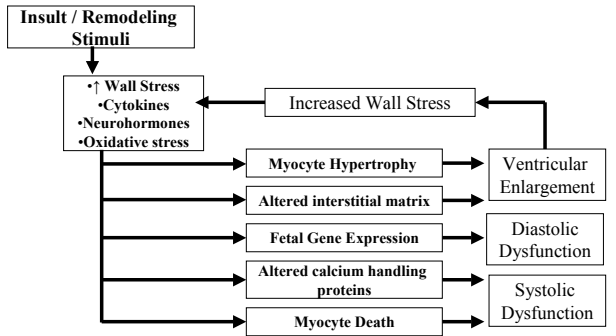 Insult / Remodeling
Stimuli
•↑ Wall Stress
•Cytokines
•Neurohormones
•Oxidative stress
Increased Wall Stress
Myocyte Hypertrophy
Altered interstitial matrix
Fetal Gene Expression
Altered calcium handling
proteins
Myocyte Death
Ventricular
Enlargement
Diastolic
Dysfunction
Systolic
Dysfunction